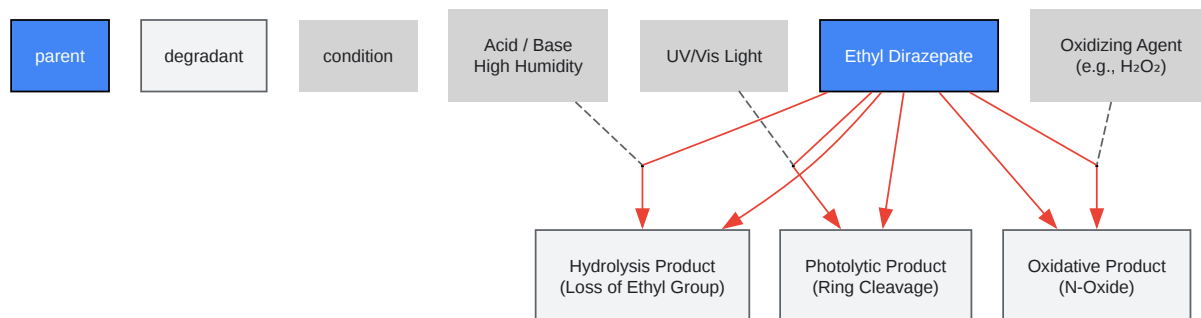 parent
degradant
condition
Acid / Base
High Humidity
UV/Vis Light
Ethyl Dirazepate
Oxidizing Agent
(e.g., H₂O₂)
Hydrolysis Product
(Loss of Ethyl Group)
Photolytic Product
(Ring Cleavage)
Oxidative Product
(N-Oxide)